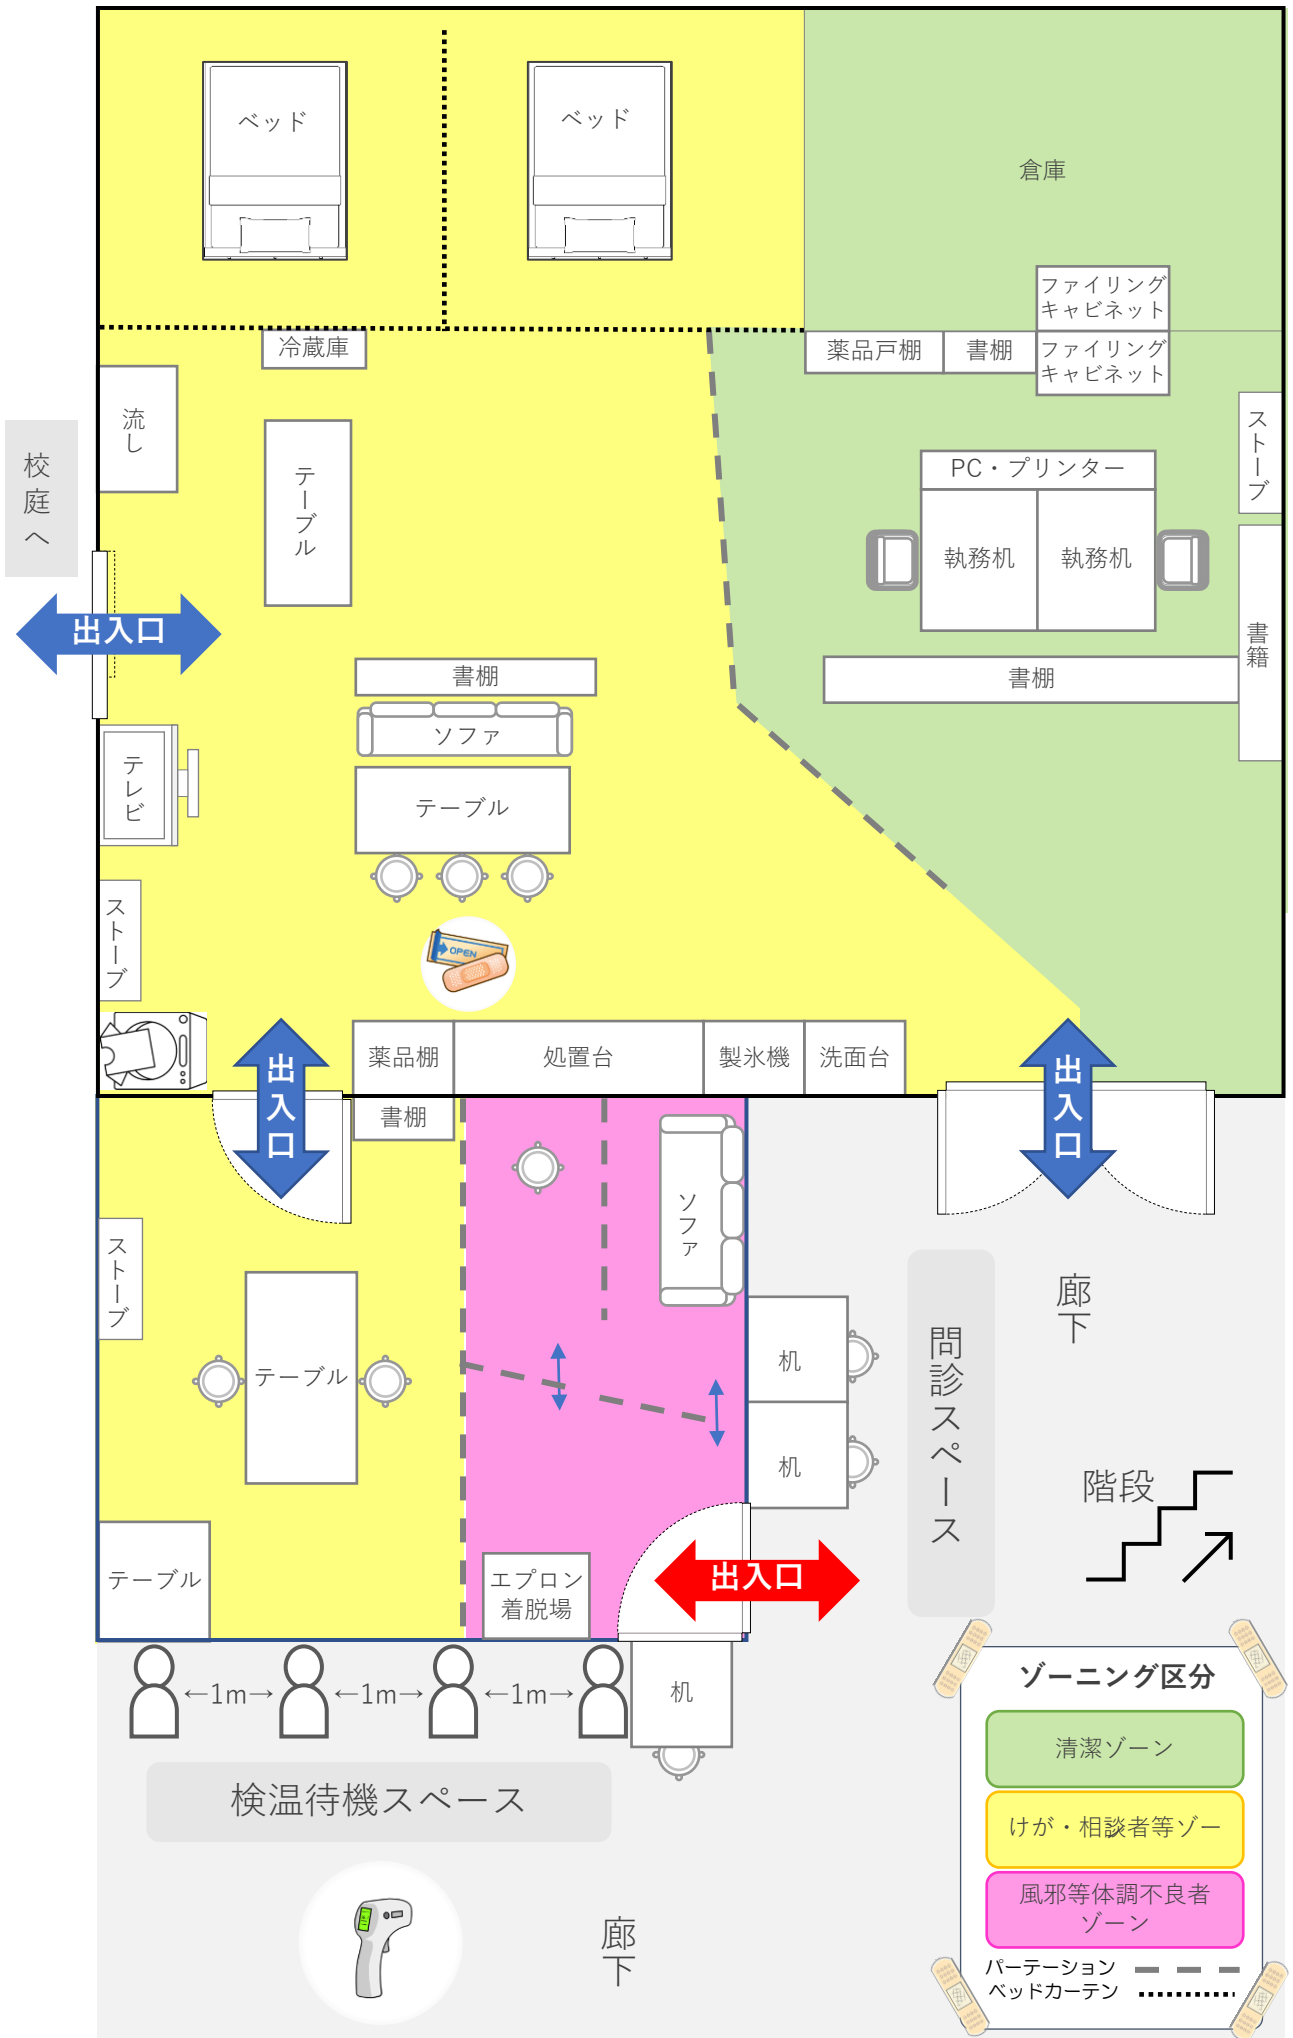 ベッド
ベッド
倉庫
ファイリング
キャビネット
冷蔵庫
薬品戸棚
書棚
ファイリング
キャビネット
流し
ストーブ
校庭へ
テーブル
PC・プリンター
執務机
執務机
出入口
書籍
書棚
書棚
ソファ
テレビ
テーブル
ストーブ
OPEN
薬品棚
処置台
製氷機
洗面台
出入口
出入口
書棚
ソファ
ストーブ
廊下
問診スペース
机
テーブル
机
階段
テーブル
エプロン
着脱場
出入口
←1m→
←1m→
←1m→
机
検温待機スペース
廊下
ゾーニング区分
清潔ゾーン
けが・相談者等ゾー
風邪等体調不良者
ゾーン
パーテーション
ベッドカーテン